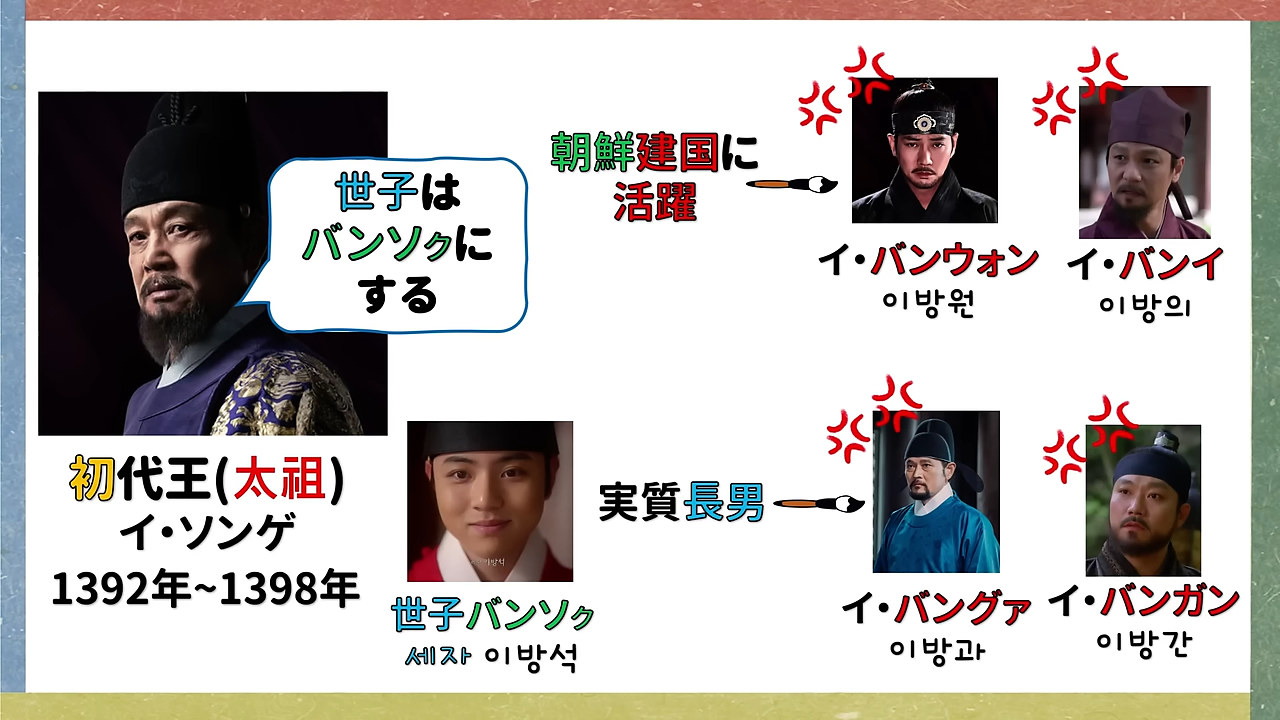 世子は
バンソクに
する
初代王(太祖)
イ・ソンゲ
1392年~1398年
世子バンソク
세자 이방석
朝鮮建国に
活躍
イ・バンウォン
이방원
イ・バンイ
이방의
実質長男
イ・バングァ
이방과
イ・バンガン
이방간